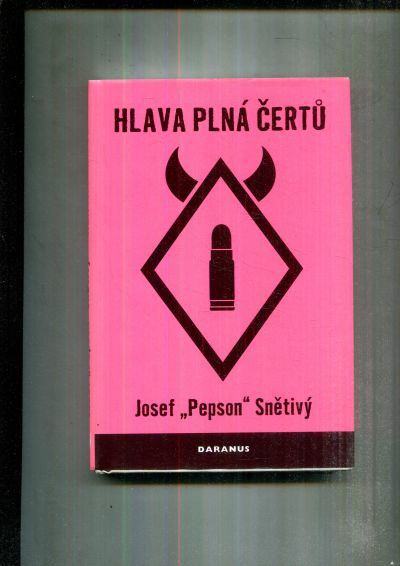 HLAVA PLNÁ ČERTŮ
Josef „Pepson“ Snětivý
DARANUS